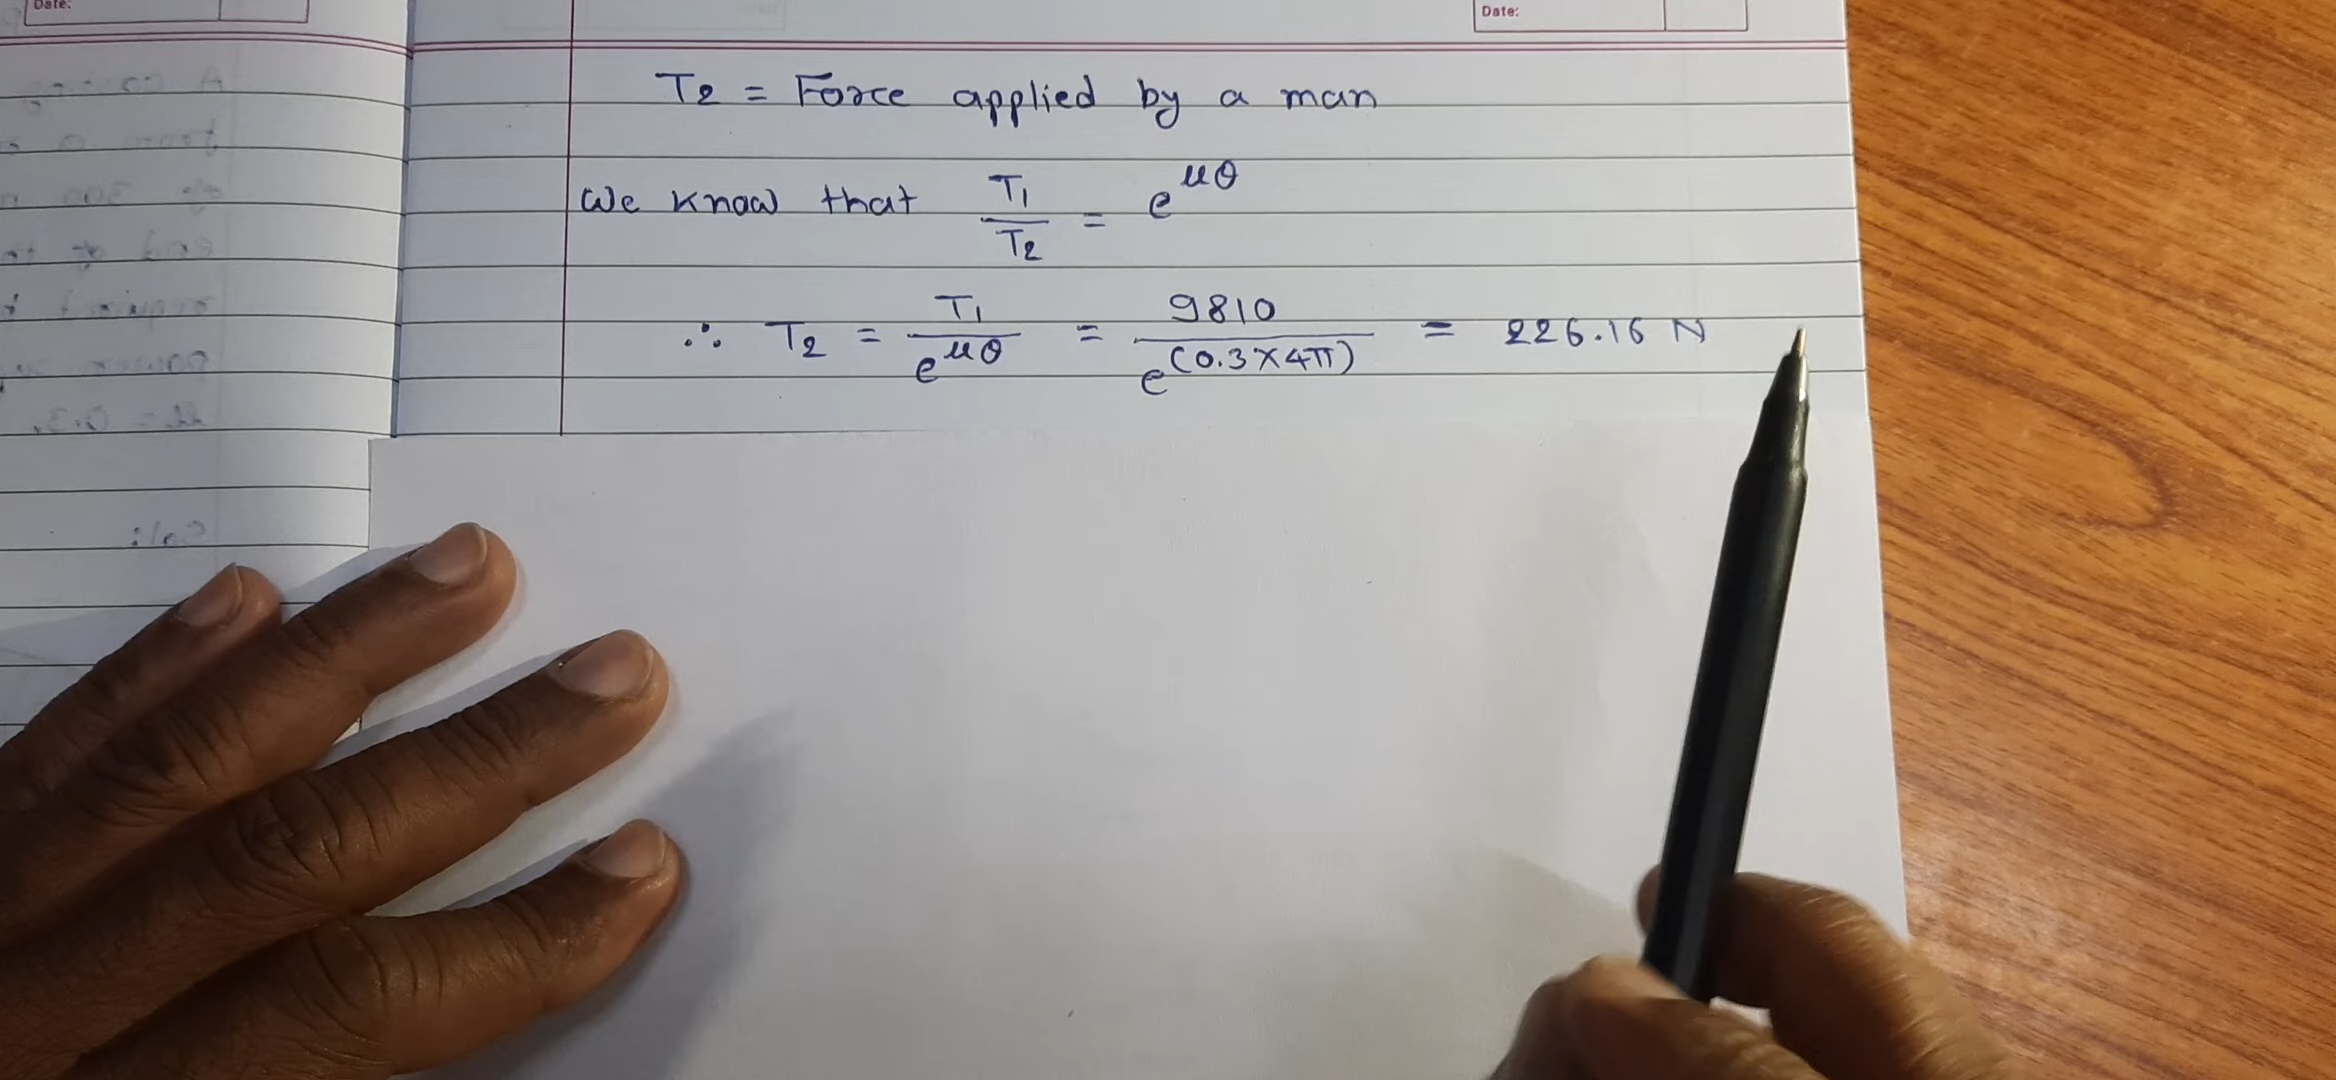 Date:
Date:
T2 = Force applied by a man
We know that T1/T2 = e^μθ
∴ T2 = T1/e^μθ = 9810/e^(0.3×4π) = 226.16 N